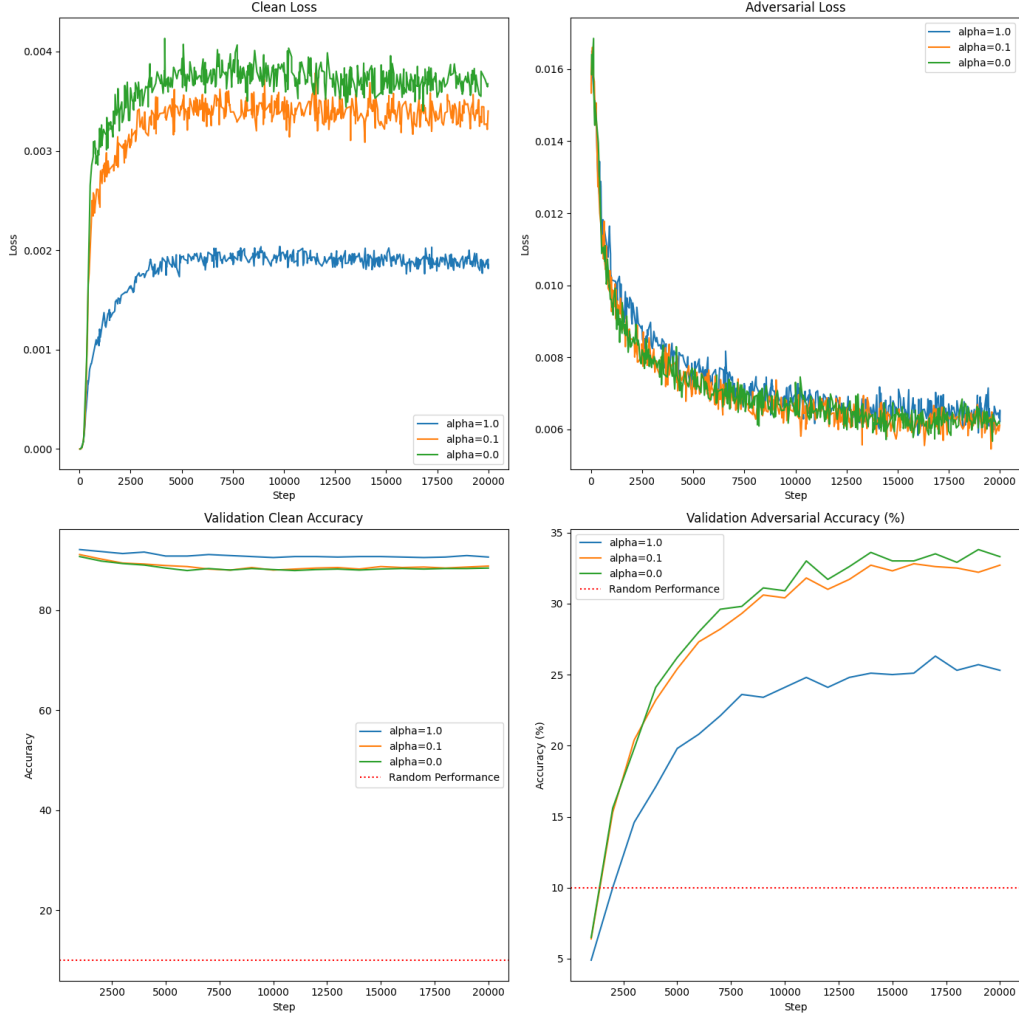 Clean Loss
0.004
0.003
0.002
0.001
0.000
Loss
0
2500
5000
7500
10000
12500
15000
17500
20000
Step
alpha=1.0
alpha=0.1
alpha=0.0
Adversarial Loss
0.016
0.014
0.012
0.010
0.008
0.006
Loss
0
2500
5000
7500
10000
12500
15000
17500
20000
Step
alpha=1.0
alpha=0.1
alpha=0.0
Validation Clean Accuracy
80
60
40
20
Accuracy
2500
5000
7500
10000
12500
15000
17500
20000
Step
alpha=1.0
alpha=0.1
alpha=0.0
Random Performance
Validation Adversarial Accuracy (%)
35
30
25
20
15
10
5
Accuracy (%)
2500
5000
7500
10000
12500
15000
17500
20000
Step
alpha=1.0
alpha=0.1
alpha=0.0
Random Performance